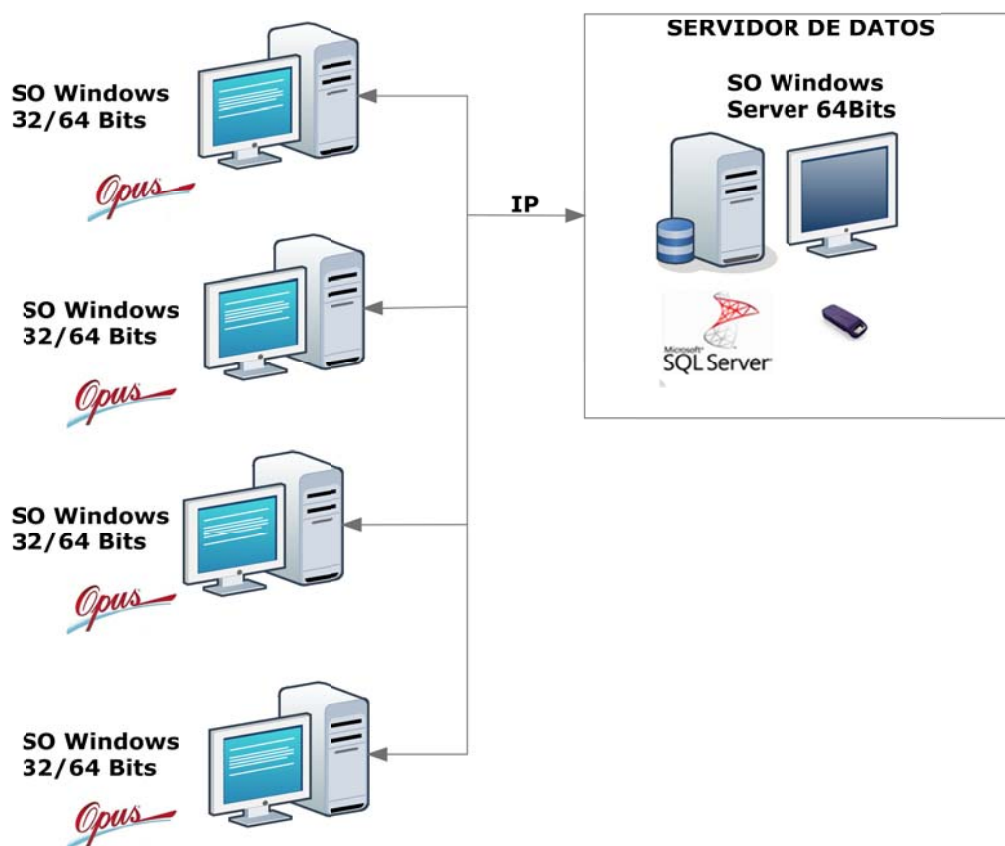 SERVIDOR DE DATOS
SO Windows
Server 64Bits
Microsoft®
SQL Server®
IP
SO Windows
32/64 Bits
Opus
SO Windows
32/64 Bits
Opus
SO Windows
32/64 Bits
Opus
SO Windows
32/64 Bits
Opus